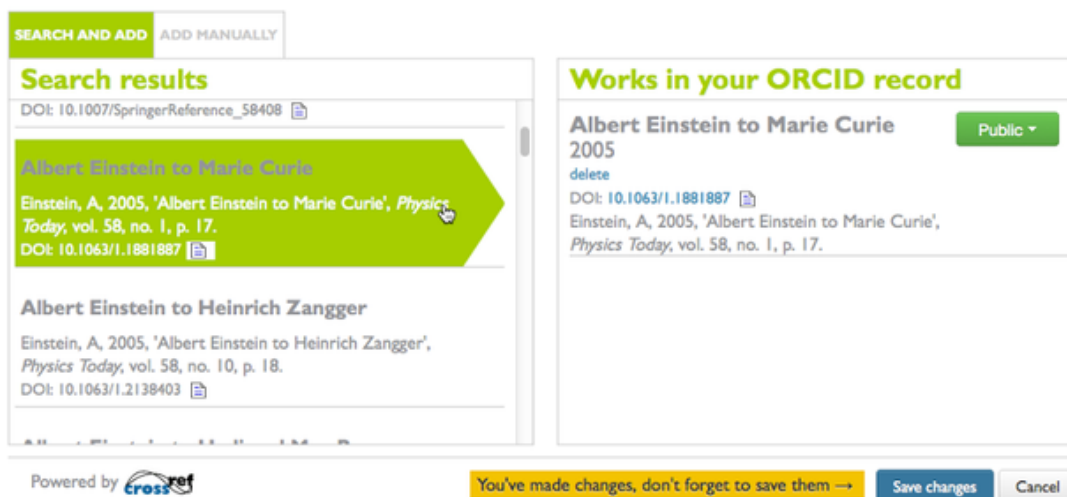 SEARCH AND ADD ADD MANUALLY
Search results
DOI: 10.1007/SpringerReference_58408
Albert Einstein to Marie Curie
Einstein, A, 2005, 'Albert Einstein to Marie Curie', Physics
Today, vol. 58, no. 1, p. 17.
DOI: 10.1063/1.1881887
Albert Einstein to Heinrich Zangger
Einstein, A, 2005, 'Albert Einstein to Heinrich Zangger',
Physics Today, vol. 58, no. 10, p. 18.
DOI: 10.1063/1.2138403
Works in your ORCID record
Albert Einstein to Marie Curie
2005
Public
delete
DOI: 10.1063/1.1881887
Einstein, A, 2005, 'Albert Einstein to Marie Curie',
Physics Today, vol. 58, no. 1, p. 17.
Powered by crossref
You've made changes, don't forget to save them →
Save changes
Cancel